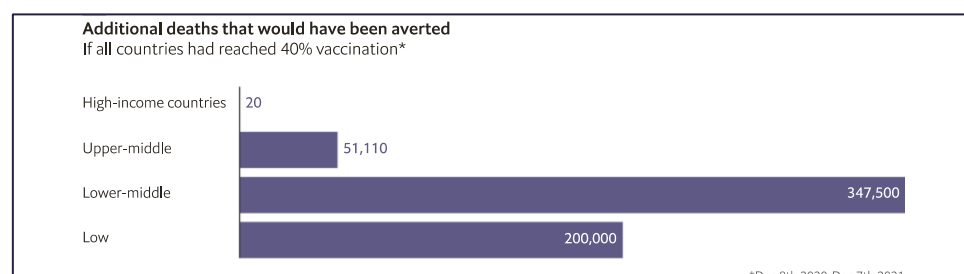 Additional deaths that would have been averted
If all countries had reached 40% vaccination*
High-income countries 20
Upper-middle 51,110
Lower-middle 347,500
Low 200,000